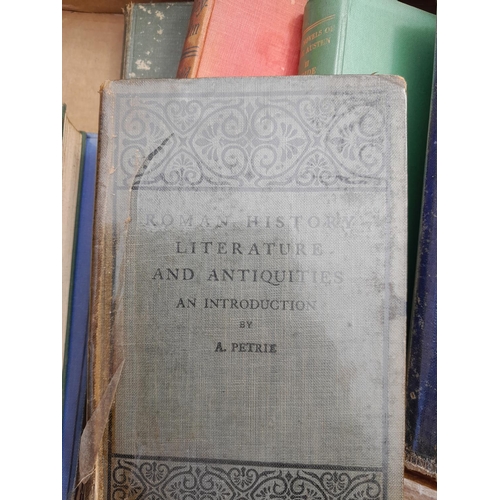 ROMAN HISTORY
LITERATURE
AND ANTIQUITIES
AN INTRODUCTION
BY
A. PETRIE